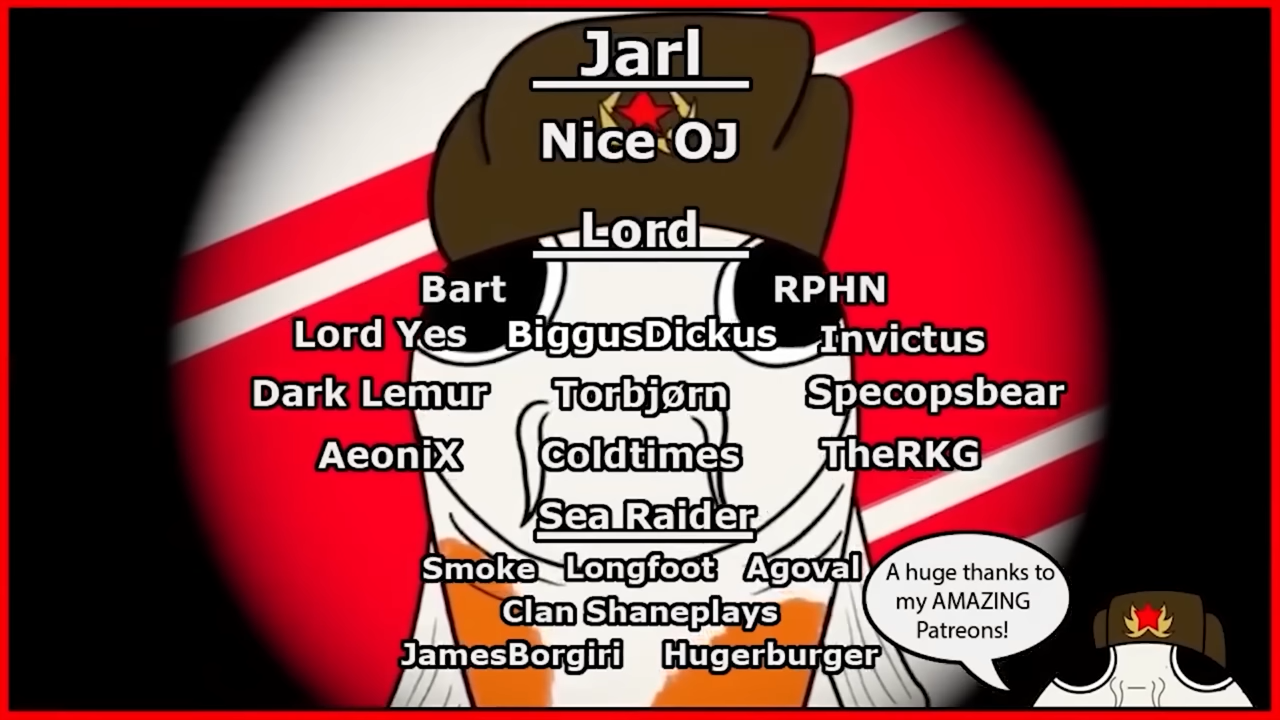 Jarl
Nice OJ
Lord
Bart RPHN
Lord Yes BiggusDickus Invictus
Dark Lemur Torbjørn Specopsbear
AeoniX Coldtimes TheRKG
Sea Raider
Smoke Longfoot Agoval
Clan Shaneplays
JamesBorgiri Hugerburger
A huge thanks to
my AMAZING
Patreons!